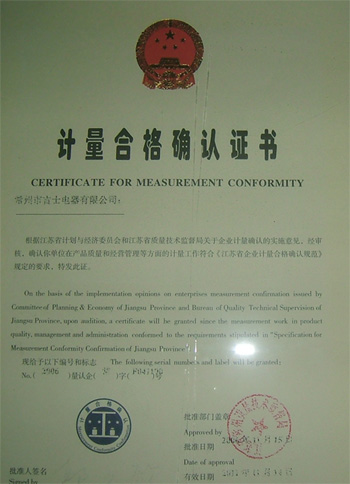 计量合格确认证书
CERTIFICATE FOR MEASUREMENT CONFORMITY
常州市吉士电器有限公司：
根据江苏省计划与经济委员会和江苏省质量技术监督局关于企业计量确认的实施意见，经审
核，确认你单位在产品质量和经营管理等方面的计量工作符合《江苏省企业计量合格确认规范》
规定的要求，特发此证。
On the basis of the implementation opinions on enterprises measurement confirmation issued by
Committee of Planning & Economy of Jiangsu Province and Bureau of Quality Technical Supervision of
Jiangsu Province, upon audition, a certificate will be granted since the measurement work in product
quality, management and administration conformed to the requirements stipulated in "Specification for
Measurement Conformity Confirmation of Jiangsu Province".
现给予以下编号和标志 The following serial numbers and label will be granted:
No.( )量认企( )字( )号
计量合格确认
批准部门盖章
Approved by
批准日期
Date of approval
批准人签名
Signed by
有效日期